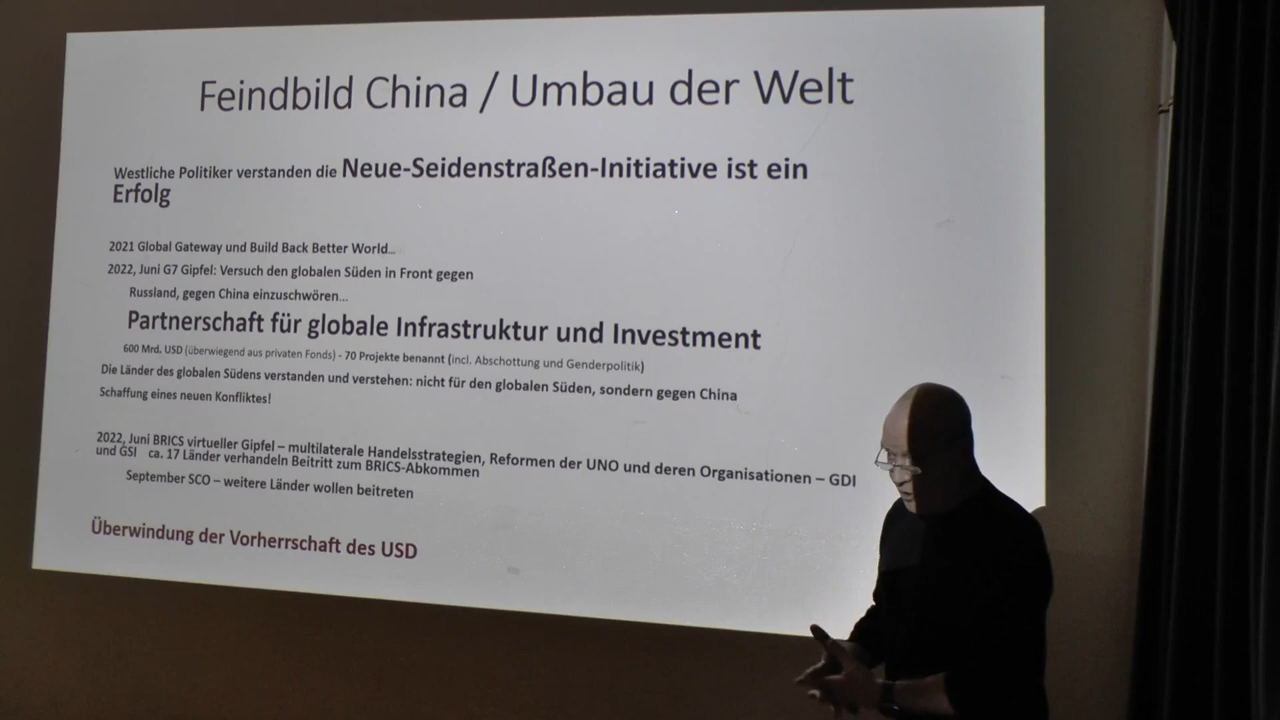 Feindbild China / Umbau der Welt
Westliche Politiker verstanden die Neue-Seidenstraßen-Initiative ist ein
Erfolg
2021 Global Gateway und Build Back Better World...
2022, Juni G7 Gipfel: Versuch den globalen Süden in Front gegen
Russland, gegen China einzuschwören...
Partnerschaft für globale Infrastruktur und Investment
600 Mrd. USD (überwiegend aus privaten Fonds) - 70 Projekte benannt (incl. Abschottung und Genderpolitik)
Die Länder des globalen Südens verstanden und verstehen: nicht für den globalen Süden, sondern gegen China
Schaffung eines neuen Konfliktes!
2022, Juni BRICS virtueller Gipfel – multilaterale Handelsstrategien, Reformen der UNO und deren Organisationen – GDI
und GSI ca. 17 Länder verhandeln Beitritt zum BRICS-Abkommen
September SCO – weitere Länder wollen beitreten
Überwindung der Vorherrschaft des USD